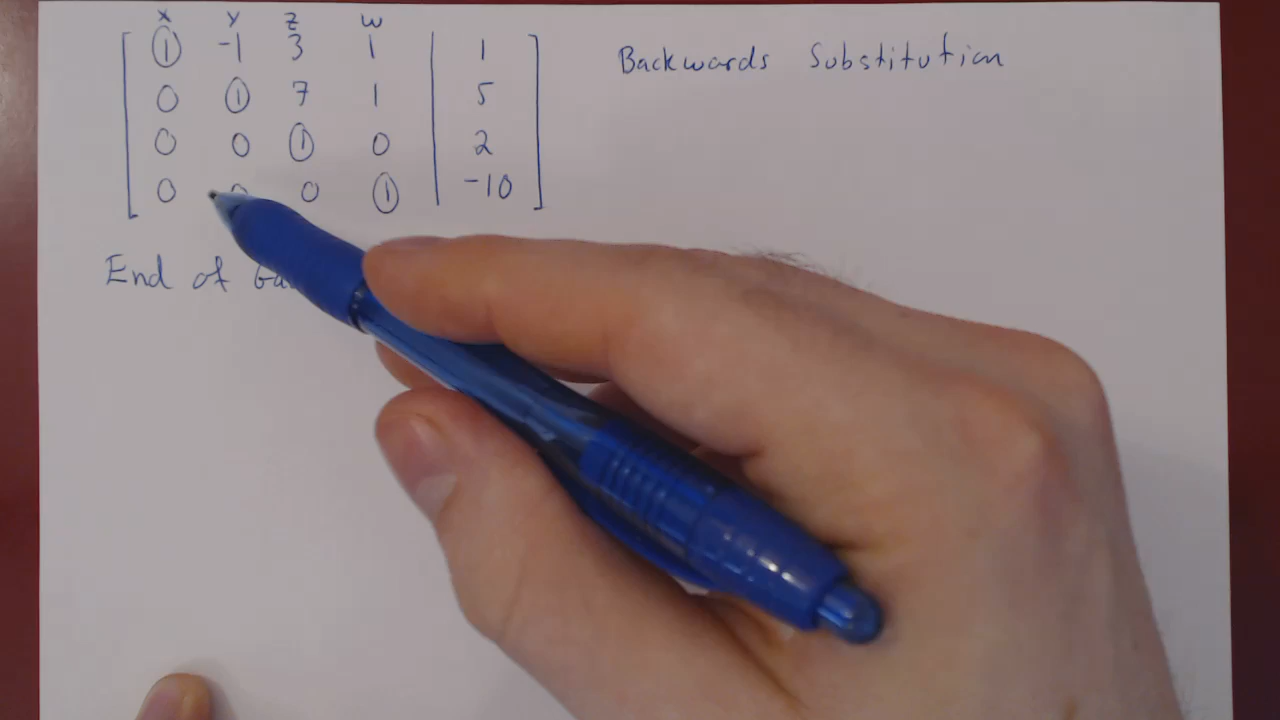 x y z w
1 -1 3 1 | 1 Backwards Substitution
0 1 7 1 | 5
0 0 1 0 | 2
0 0 0 1 | -10
End of